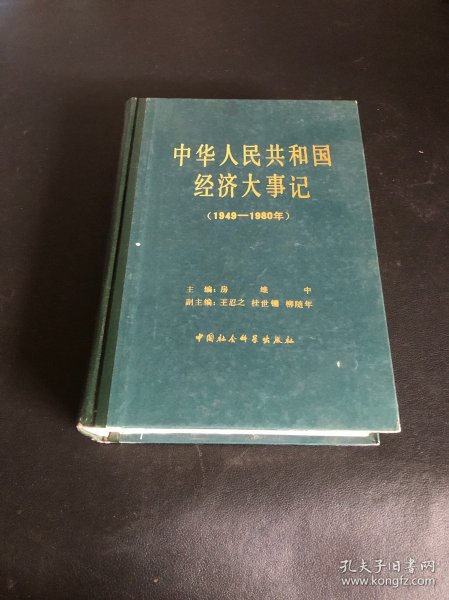 中华人民共和国
经济大事记
(1949—1980年)
主编:房维中
副主编:王忍之 桂世镛 柳随年
中国社会科学出版社
孔夫子旧书网
www.kongfz.com